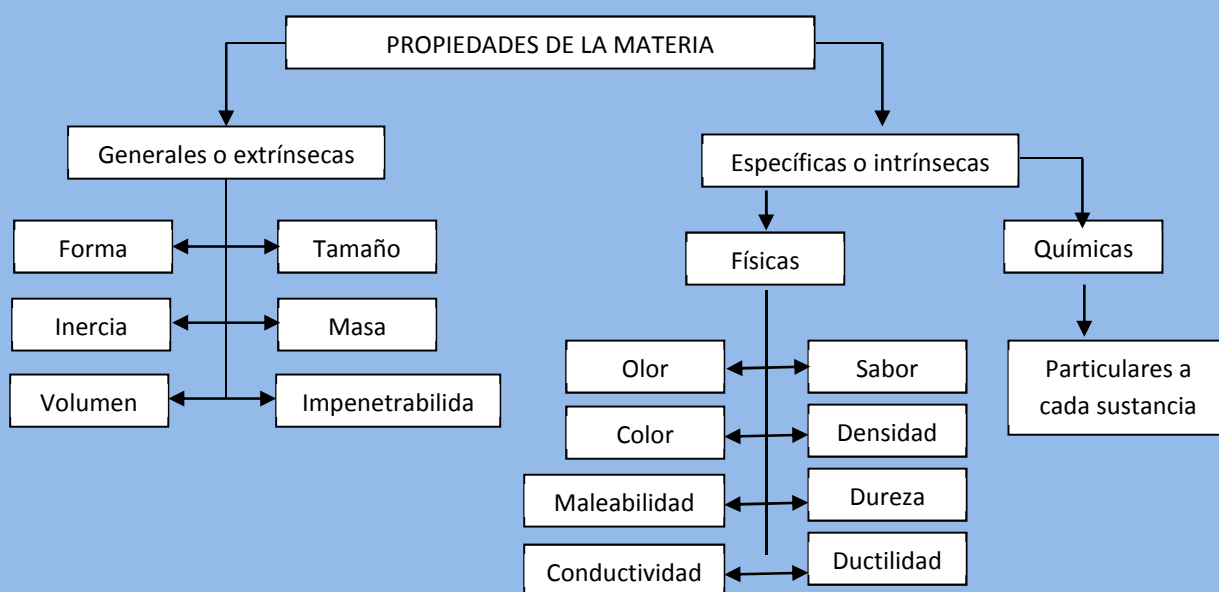 PROPIEDADES DE LA MATERIA
Generales o extrínsecas
Específicas o intrínsecas
Forma
Tamaño
Inercia
Masa
Volumen
Impenetrabilida
Físicas
Químicas
Olor
Sabor
Color
Densidad
Maleabilidad
Dureza
Conductividad
Ductilidad
Particulares a
cada sustancia